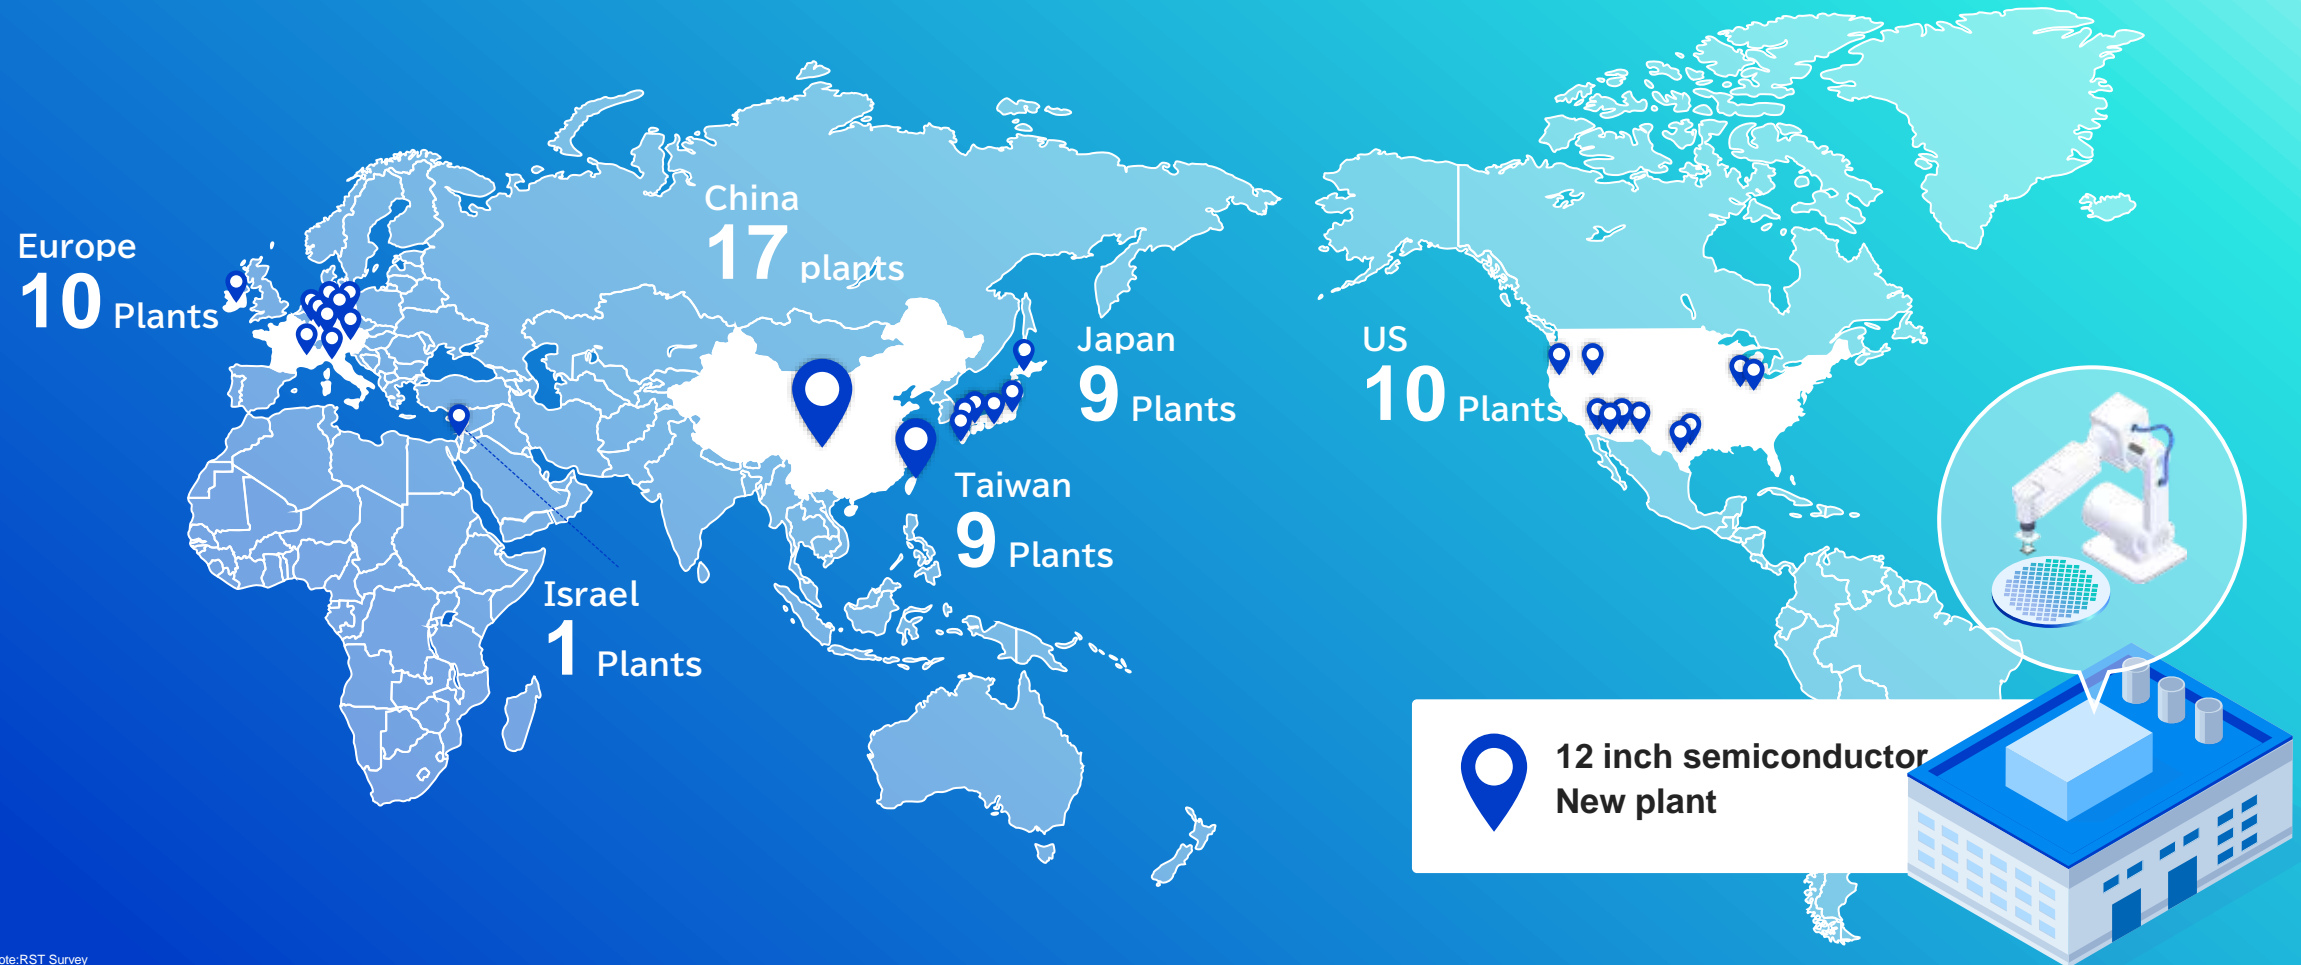 China
17 plants
Europe
10 Plants
Japan
9 Plants
US
10 Plants
Taiwan
9 Plants
Israel
1 Plants
12 inch semiconductor
New plant
ote:RST Survey